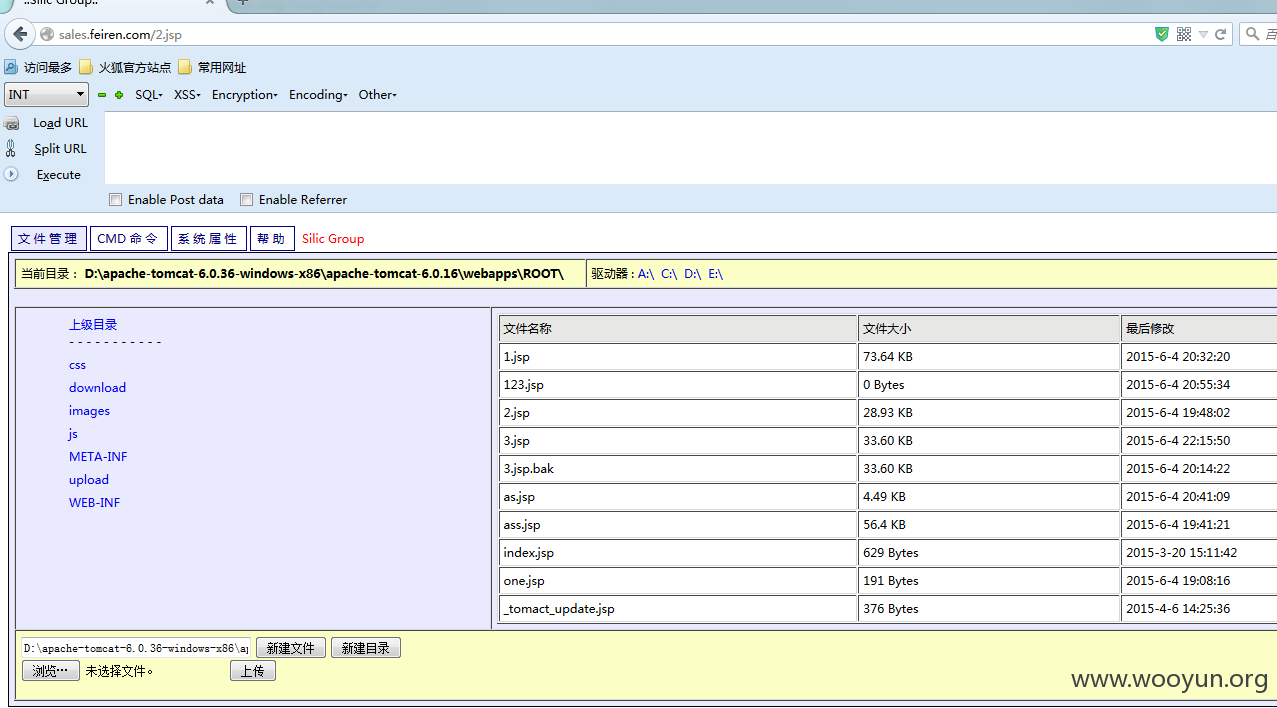 ..Silic Group..
sales.feiren.com/2.jsp
访问最多 火狐官方站点 常用网址
INT SQL XSS Encryption Encoding Other
Load URL
Split URL
Execute
Enable Post data Enable Referrer
文件管理 CMD命令 系统属性 帮助 Silic Group
当前目录： D:\apache-tomcat-6.0.36-windows-x86\apache-tomcat-6.0.16\webapps\ROOT\ 驱动器 : A:\ C:\ D:\ E:\
上级目录
- - - - - - - - - - -
css
download
images
js
META-INF
upload
WEB-INF
文件名称 文件大小 最后修改
1.jsp 73.64 KB 2015-6-4 20:32:20
123.jsp 0 Bytes 2015-6-4 20:55:34
2.jsp 28.93 KB 2015-6-4 19:48:02
3.jsp 33.60 KB 2015-6-4 22:15:50
3.jsp.bak 33.60 KB 2015-6-4 20:14:22
as.jsp 4.49 KB 2015-6-4 20:41:09
ass.jsp 56.4 KB 2015-6-4 19:41:21
index.jsp 629 Bytes 2015-3-20 15:11:42
one.jsp 191 Bytes 2015-6-4 19:08:16
_tomact_update.jsp 376 Bytes 2015-4-6 14:25:36
D:\apache-tomcat-6.0.36-windows-x86\ap 新建文件 新建目录
浏览… 未选择文件。 上传
www.wooyun.org